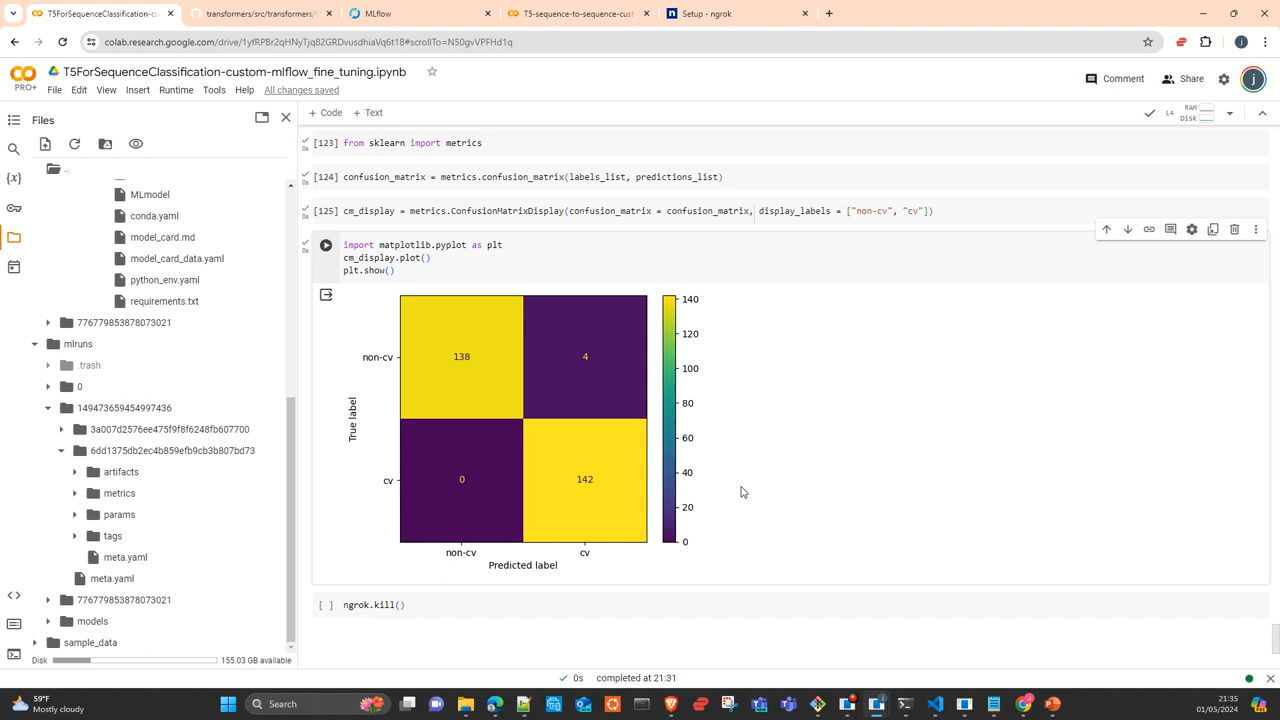 T5ForSequenceClassification-cu
transformers/src/transformers/
MLflow
T5-sequence-to-sequence-cust
Setup - ngrok
colab.research.google.com/drive/1yfRPBr2qHNyTjq82GRDvusdhiaVq6t1B#scrollTo=N50gvVPFHd1q
T5ForSequenceClassification-custom-mlflow_fine_tuning.ipynb
PRO+
File Edit View Insert Runtime Tools Help All changes saved
Comment
Share
j
Files
+ Code + Text
L4
RAM
Disk
..
MLmodel
conda.yaml
model_card.md
model_card_data.yaml
python_env.yaml
requirements.txt
776779853878073021
mlruns
.trash
0
149473659454997436
3a007d2576ee475f9f8f6248fb607700
6dd1375db2ec4b859efb9cb3b807bd73
artifacts
metrics
params
tags
meta.yaml
meta.yaml
776779853878073021
models
sample_data
Disk
155.03 GB available
[123] from sklearn import metrics
0s
[124] confusion_matrix = metrics.confusion_matrix(labels_list, predictions_list)
0s
[125] cm_display = metrics.ConfusionMatrixDisplay(confusion_matrix = confusion_matrix, display_labels = ["non-cv", "cv"])
0s
import matplotlib.pyplot as plt
cm_display.plot()
plt.show()
0s
non-cv
138
4
cv
0
142
True label
non-cv
cv
Predicted label
140
120
100
80
60
40
20
0
[ ] ngrok.kill()
0s completed at 21:31
59°F
Mostly cloudy
Search
21:35
01/05/2024